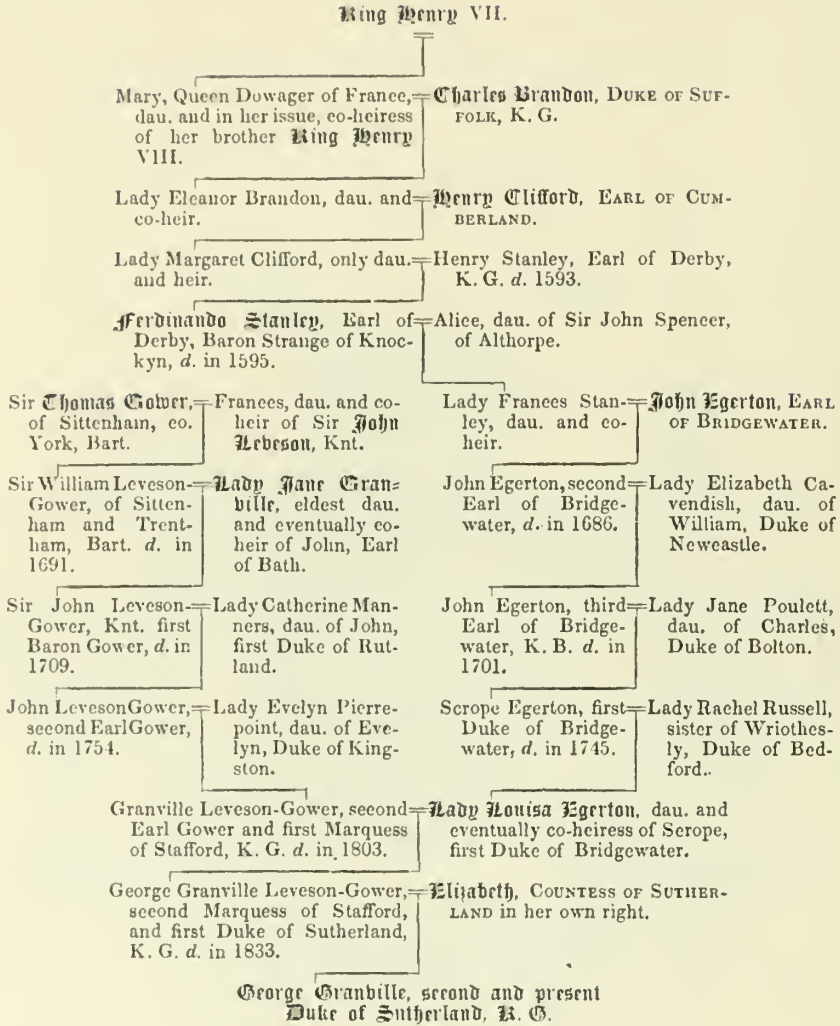 King Henry VII.
Mary, Queen Dowager of France,
dau. and in her issue, co-heiress
of her brother King Henry
VIII.
Charles Brandon, DUKE OF SUF-
FOLK, K. G.
Lady Eleanor Brandon, dau. and
co-heir.
Henry Clifford, EARL OF CUM-
BERLAND.
Lady Margaret Clifford, only dau.
and heir.
Henry Stanley, Earl of Derby,
K. G. d. 1593.
Ferdinando Stanley, Earl of
Derby, Baron Strange of Knoc-
kyn, d. in 1595.
Alice, dau. of Sir John Spencer,
of Althorpe.
Sir Thomas Gower,
of Sittenham, co.
York, Bart.
Frances, dau. and co-
heir of Sir John
Leveson, Knt.
Lady Frances Stan-
ley, dau. and co-
heir.
John Egerton, EARL
OF BRIDGEWATER.
Sir William Leveson-
Gower, of Sitten-
ham and Trent-
ham, Bart. d. in
1691.
Lady Jane Gran-
ville, eldest dau.
and eventually co-
heir of John, Earl
of Bath.
John Egerton, second
Earl of Bridge-
water, d. in 1686.
Lady Elizabeth Ca-
vendish, dau. of
William, Duke of
Newcastle.
Sir John Leveson-
Gower, Knt. first
Baron Gower, d. in
1709.
Lady Catherine Man-
ners, dau. of John,
first Duke of Rut-
land.
John Egerton, third
Earl of Bridge-
water, K. B. d. in
1701.
Lady Jane Poulett,
dau. of Charles,
Duke of Bolton.
John Leveson Gower,
second Earl Gower,
d. in 1754.
Lady Evelyn Pierre-
point, dau. of Eve-
lyn, Duke of King-
ston.
Scrope Egerton, first
Duke of Bridge-
water, d. in 1745.
Lady Rachel Russell,
sister of Wriothes-
ly, Duke of Bed-
ford..
Granville Leveson-Gower, second
Earl Gower and first Marquess
of Stafford, K. G. d. in 1803.
Lady Louisa Egerton, dau. and
eventually co-heiress of Scrope,
first Duke of Bridgewater.
George Granville Leveson-Gower,
second Marquess of Stafford,
and first Duke of Sutherland,
K. G. d. in 1833.
Elizabeth, COUNTESS OF SUTHER-
LAND in her own right.
George Granville, second and present
Duke of Sutherland, K. G.